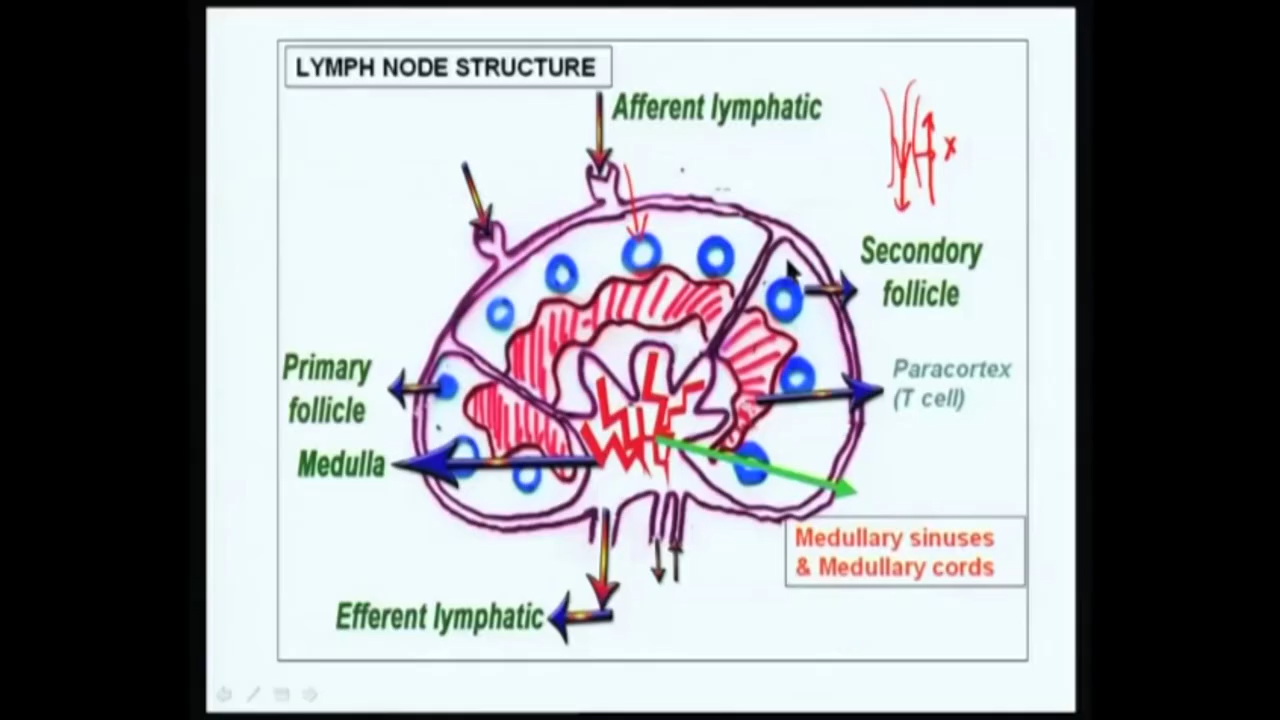 LYMPH NODE STRUCTURE
Afferent lymphatic
Secondory
follicle
Primary
follicle
Paracortex
(T cell)
Medulla
Medullary sinuses
& Medullary cords
Efferent lymphatic